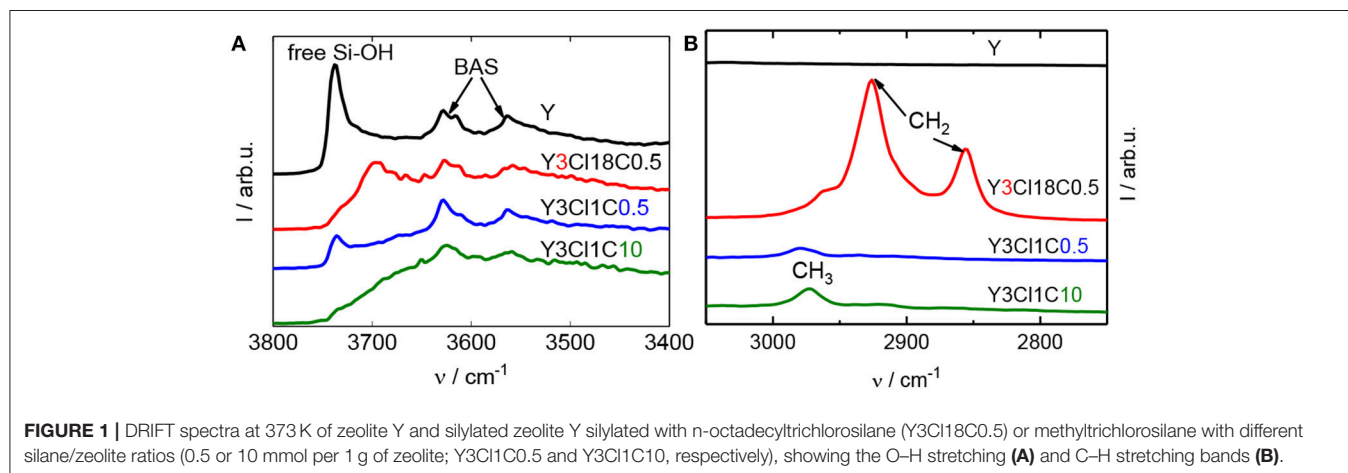 A
free Si-OH
BAS
Y
Y3Cl18C0.5
Y3Cl1C0.5
Y3Cl1C10
I / arb.u.
3800 3700 3600 3500 3400
ν / cm⁻¹
B
Y
CH₂
Y3Cl18C0.5
Y3Cl1C0.5
CH₃
Y3Cl1C10
I / arb.u.
3000 2900 2800
ν / cm⁻¹
FIGURE 1 | DRIFT spectra at 373 K of zeolite Y and silylated zeolite Y silylated with n-octadecyltrichlorosilane (Y3Cl18C0.5) or methyltrichlorosilane with different
silane/zeolite ratios (0.5 or 10 mmol per 1 g of zeolite; Y3Cl1C0.5 and Y3Cl1C10, respectively), showing the O–H stretching (A) and C–H stretching bands (B).